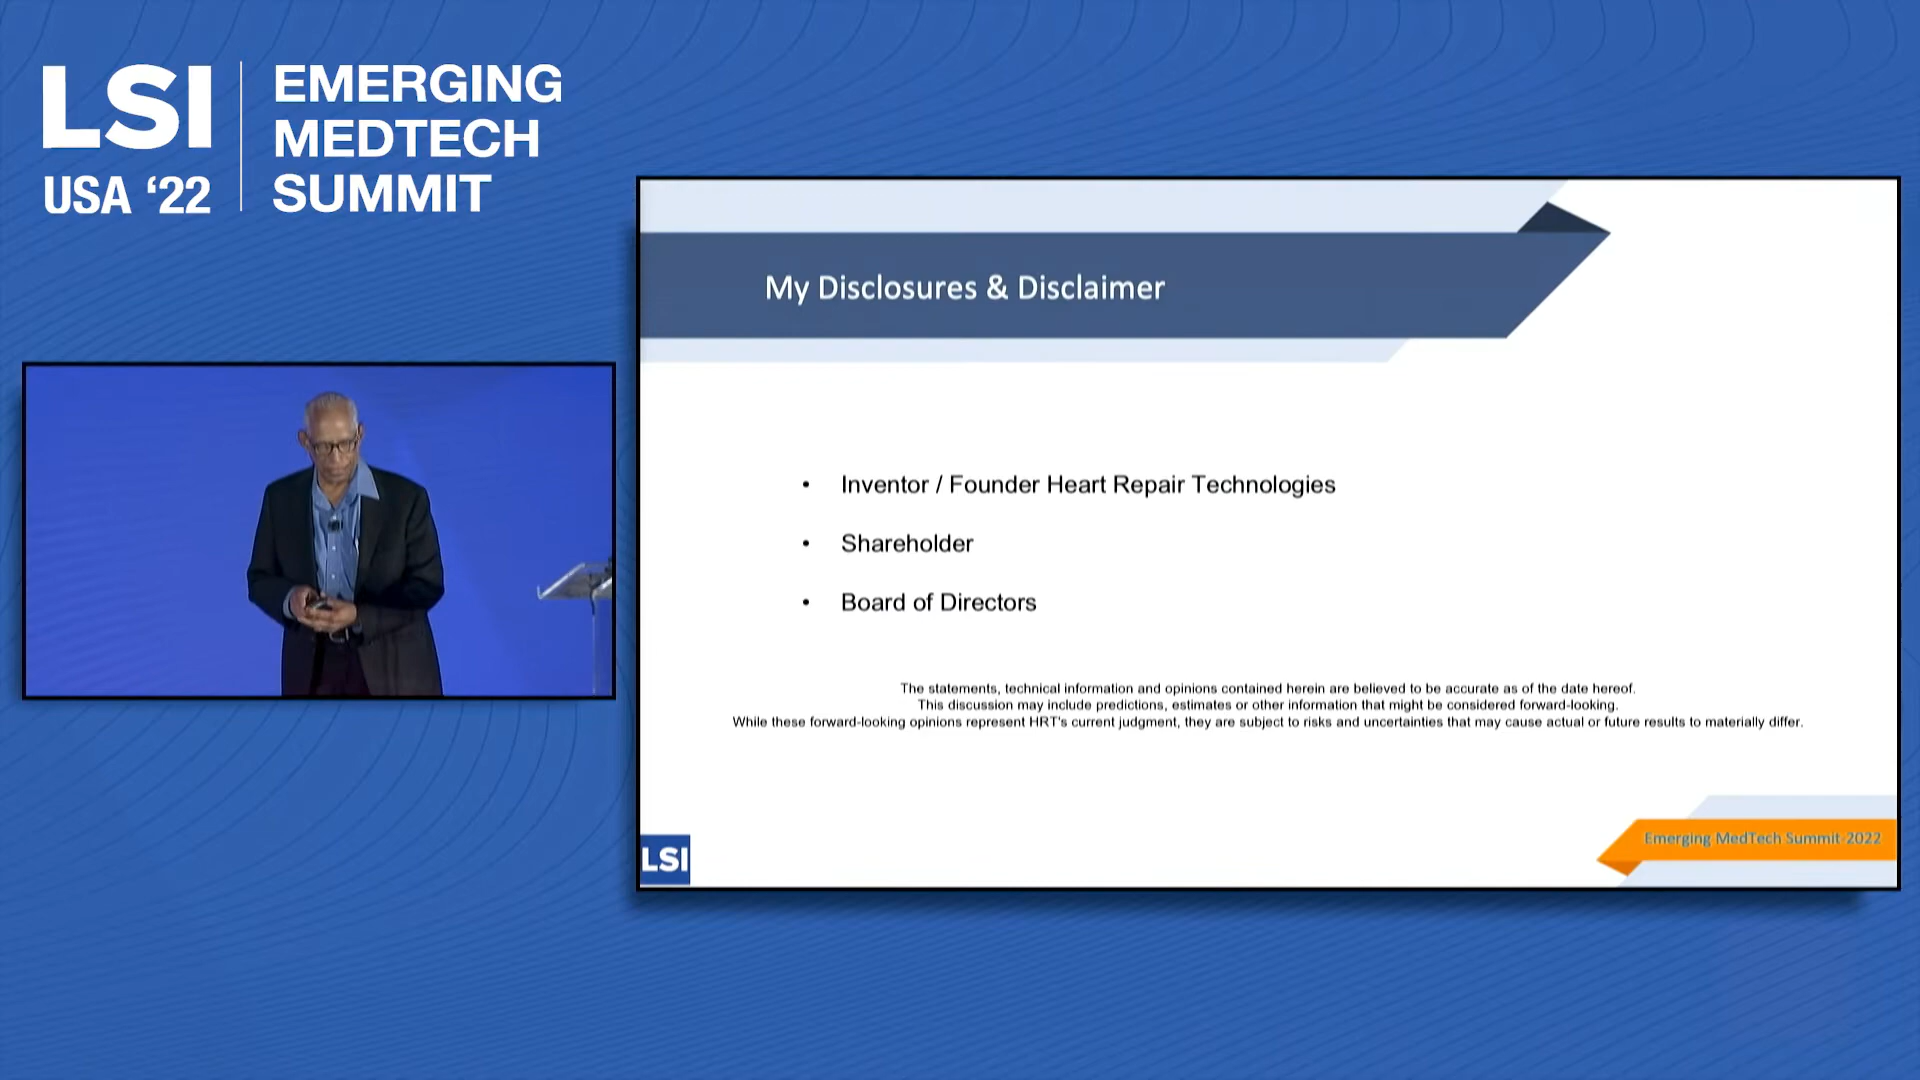 LSI
USA ‘22
EMERGING
MEDTECH
SUMMIT
My Disclosures & Disclaimer
• Inventor / Founder Heart Repair Technologies
• Shareholder
• Board of Directors
The statements, technical information and opinions contained herein are believed to be accurate as of the date hereof.
This discussion may include predictions, estimates or other information that might be considered forward-looking.
While these forward-looking opinions represent HRT's current judgment, they are subject to risks and uncertainties that may cause actual or future results to materially differ.
LSI
Emerging MedTech Summit-2022